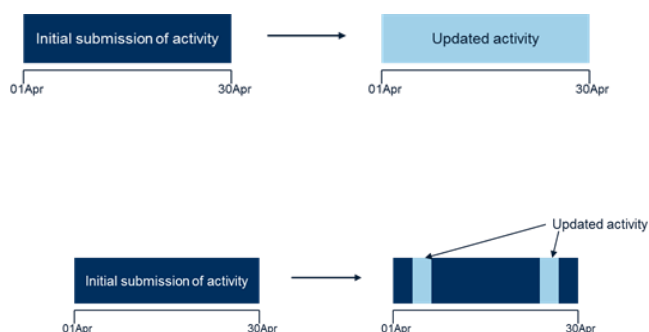 Initial submission of activity
Updated activity
01Apr
30Apr
01Apr
30Apr
Updated activity
Initial submission of activity
01Apr
30Apr
01Apr
30Apr